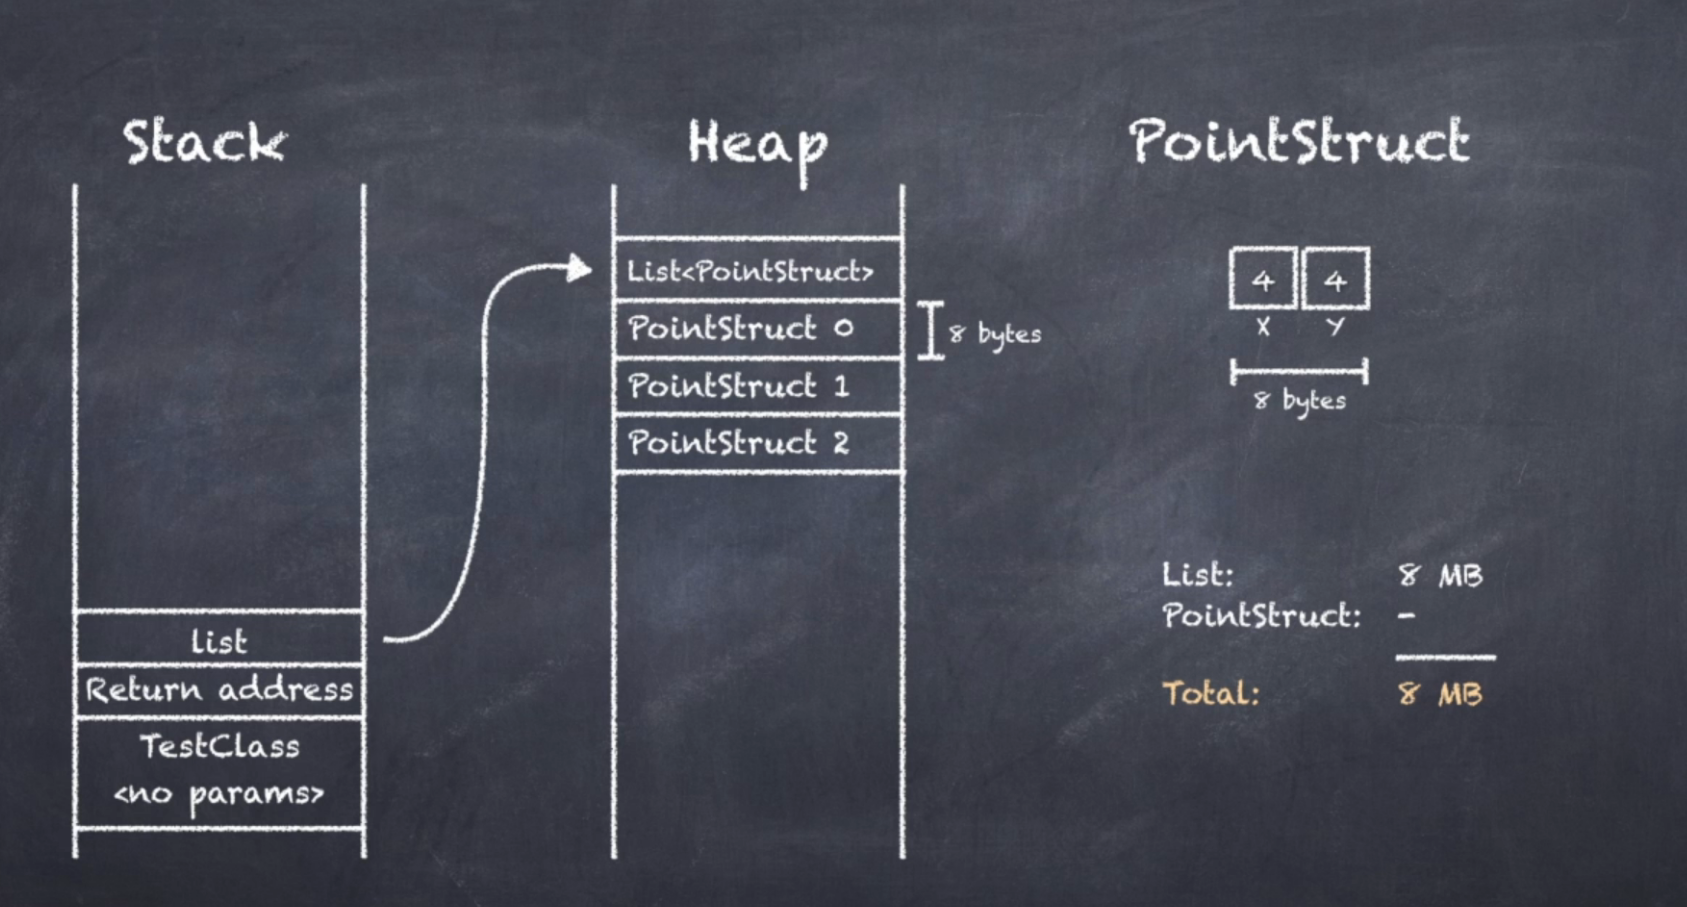 Stack
list
Return address
TestClass
<no params>
Heap
List<PointStruct>
PointStruct 0
PointStruct 1
PointStruct 2
8 bytes
PointStruct
4 4
X Y
8 bytes
List: 8 MB
PointStruct: -
Total: 8 MB